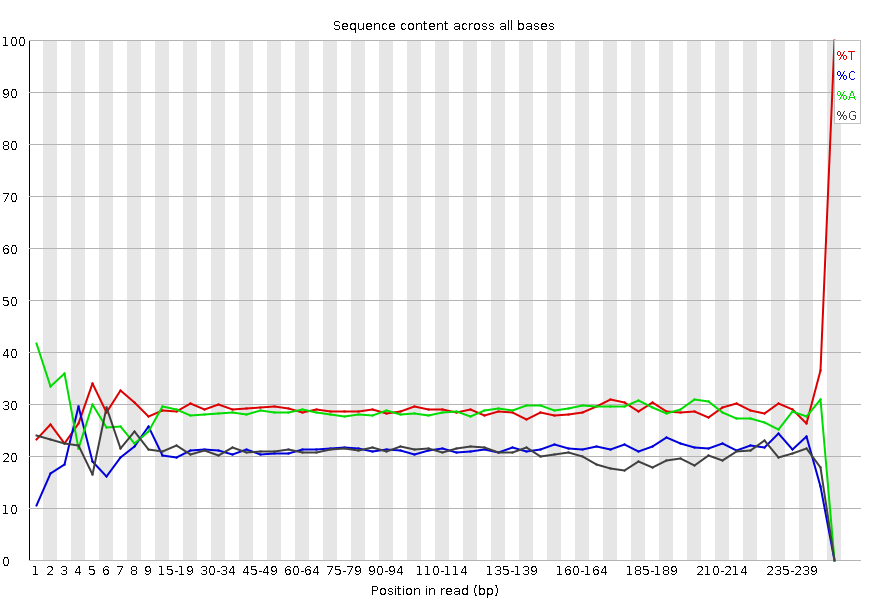 Sequence content across all bases
100
90
80
70
60
50
40
30
20
10
0
%T
%C
%A
%G
1 2 3 4 5 6 7 8 9 15-19 30-34 45-49 60-64 75-79 90-94 110-114 135-139 160-164 185-189 210-214 235-239
Position in read (bp)